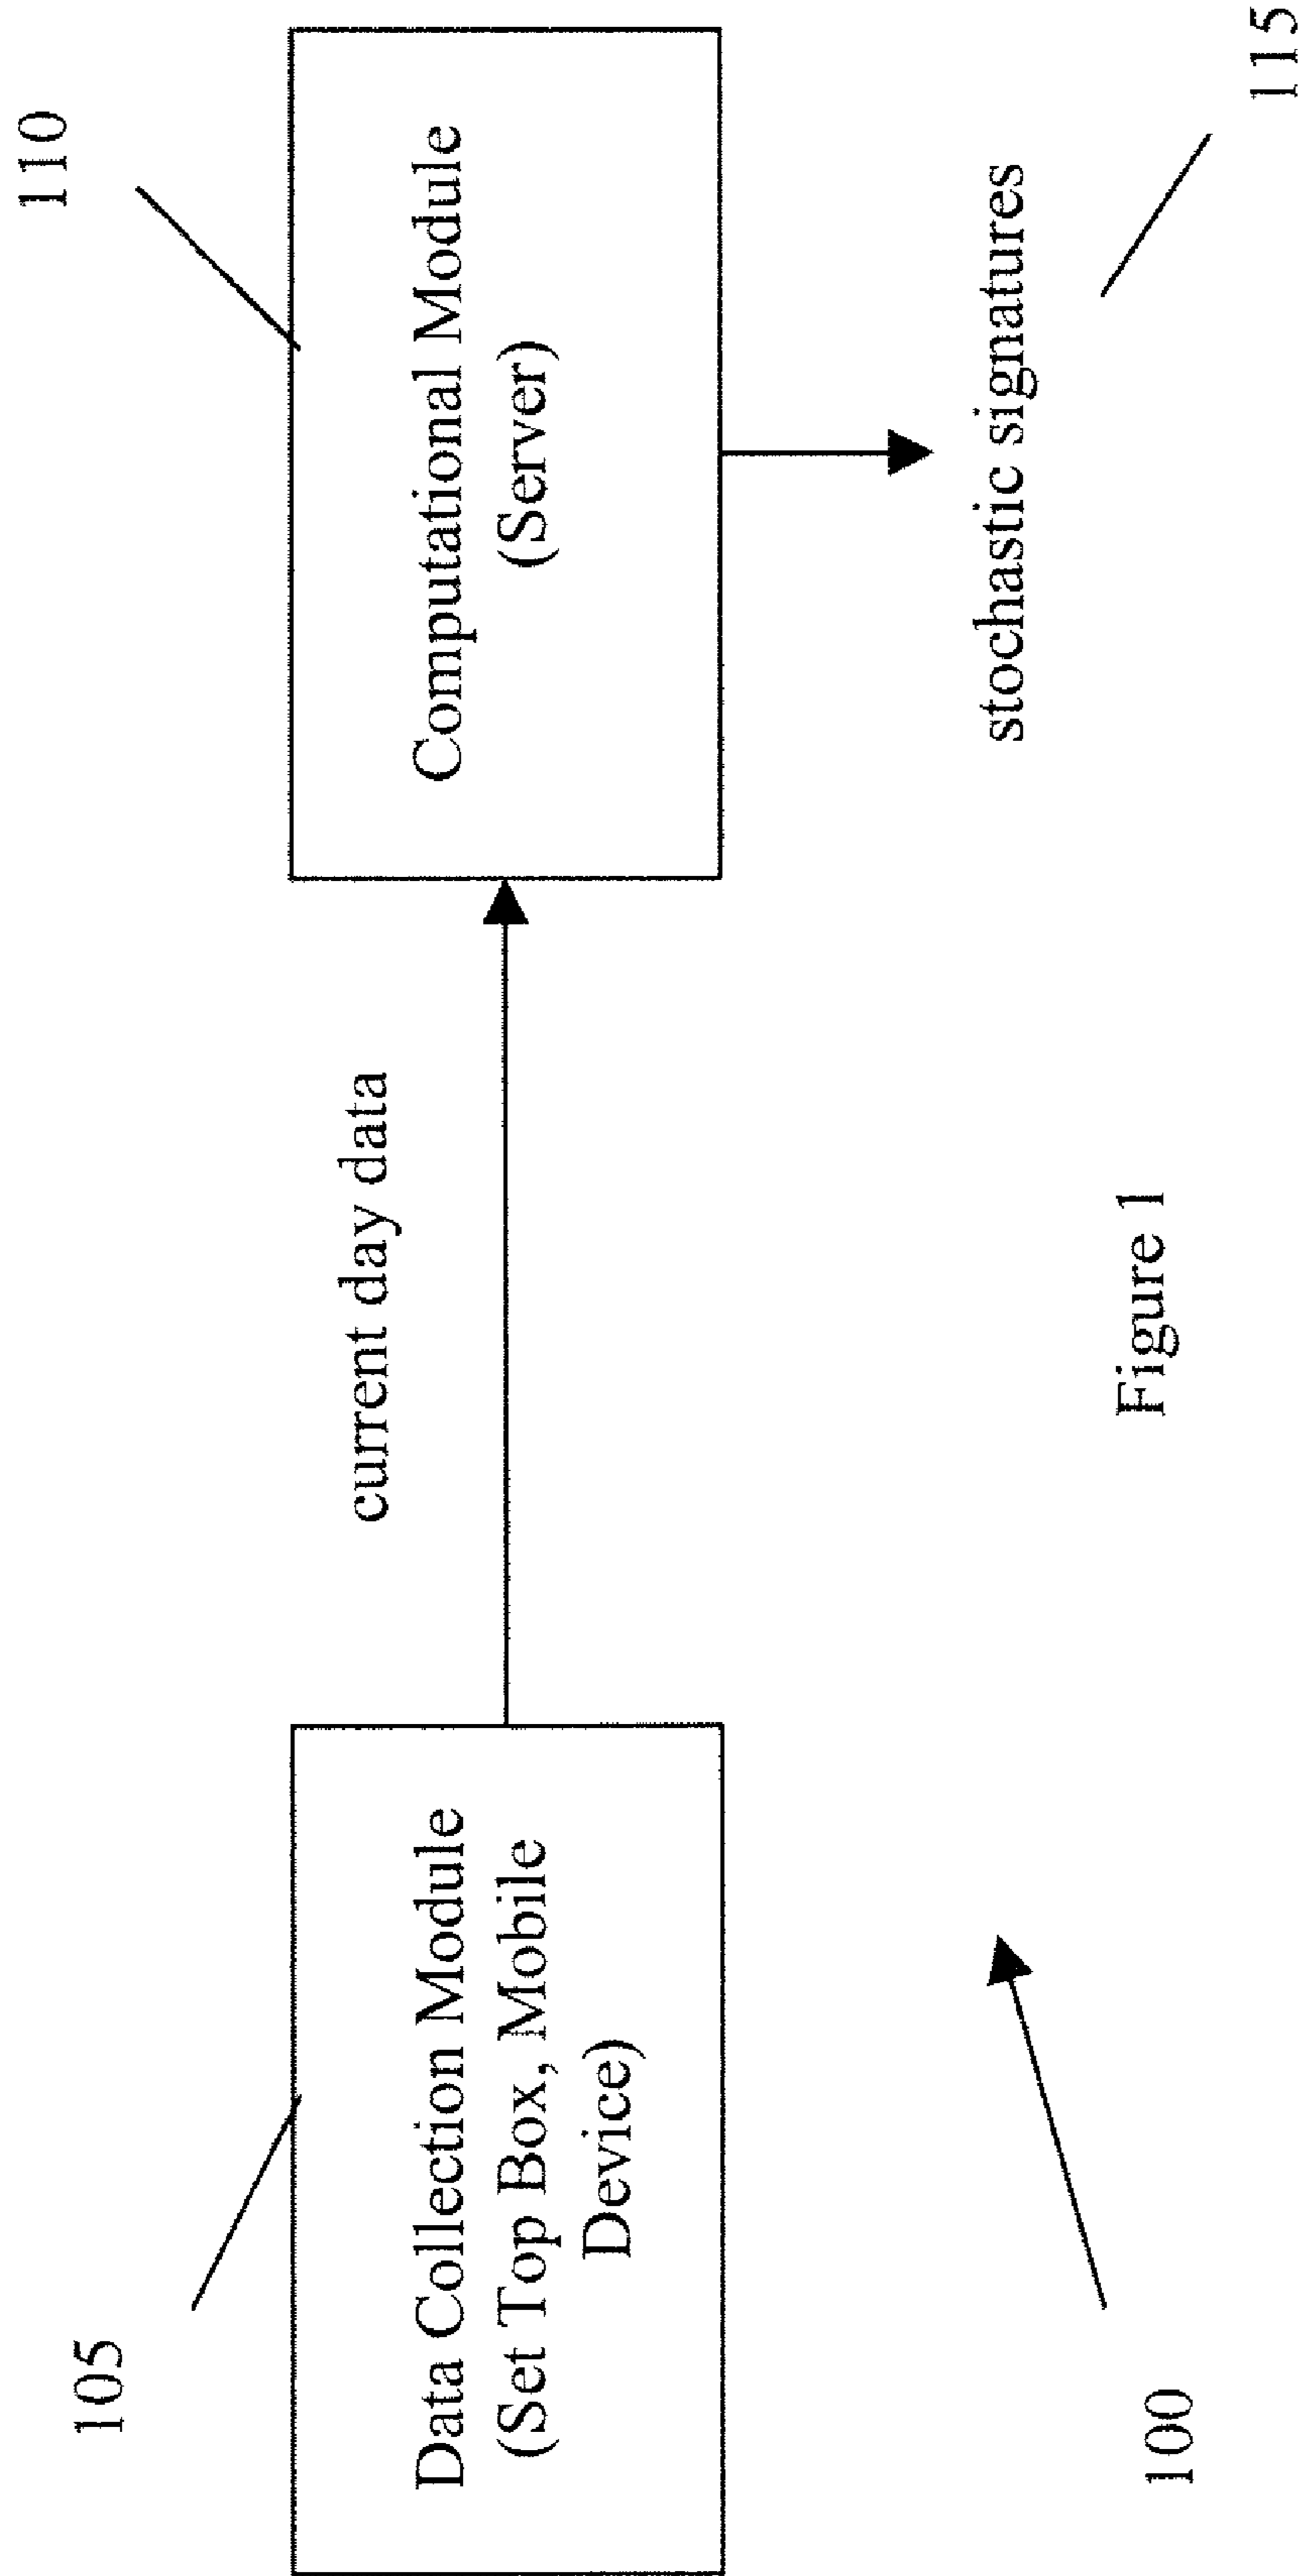 105
110
Data Collection Module
(Set Top Box, Mobile
Device)
current day data
Computational Module
(Server)
stochastic signatures
100
115
Figure 1